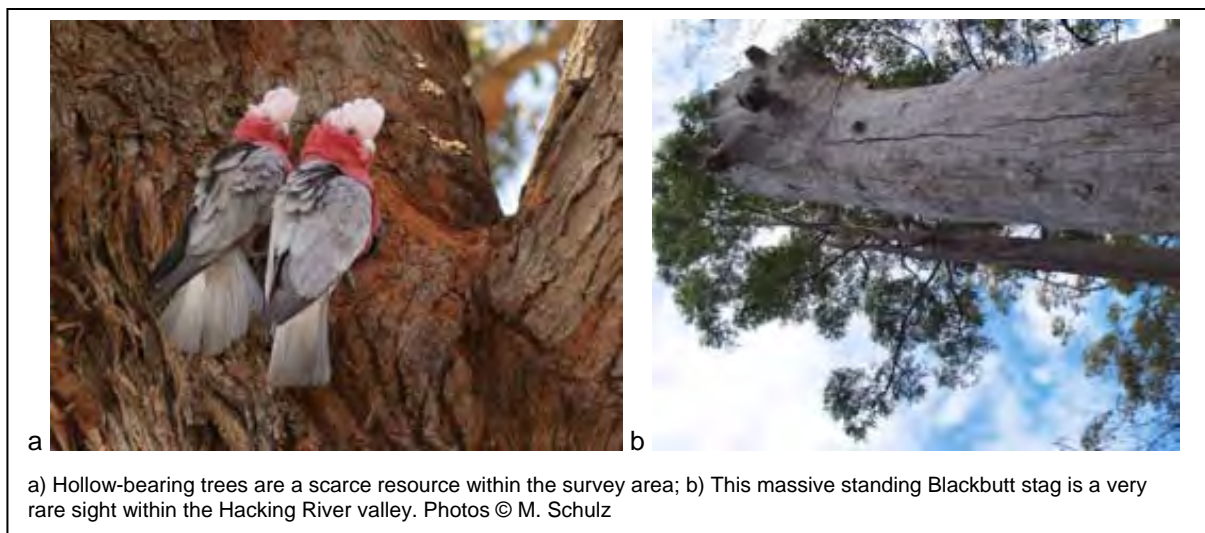 a
b
a) Hollow-bearing trees are a scarce resource within the survey area; b) This massive standing Blackbutt stag is a very
rare sight within the Hacking River valley. Photos © M. Schulz